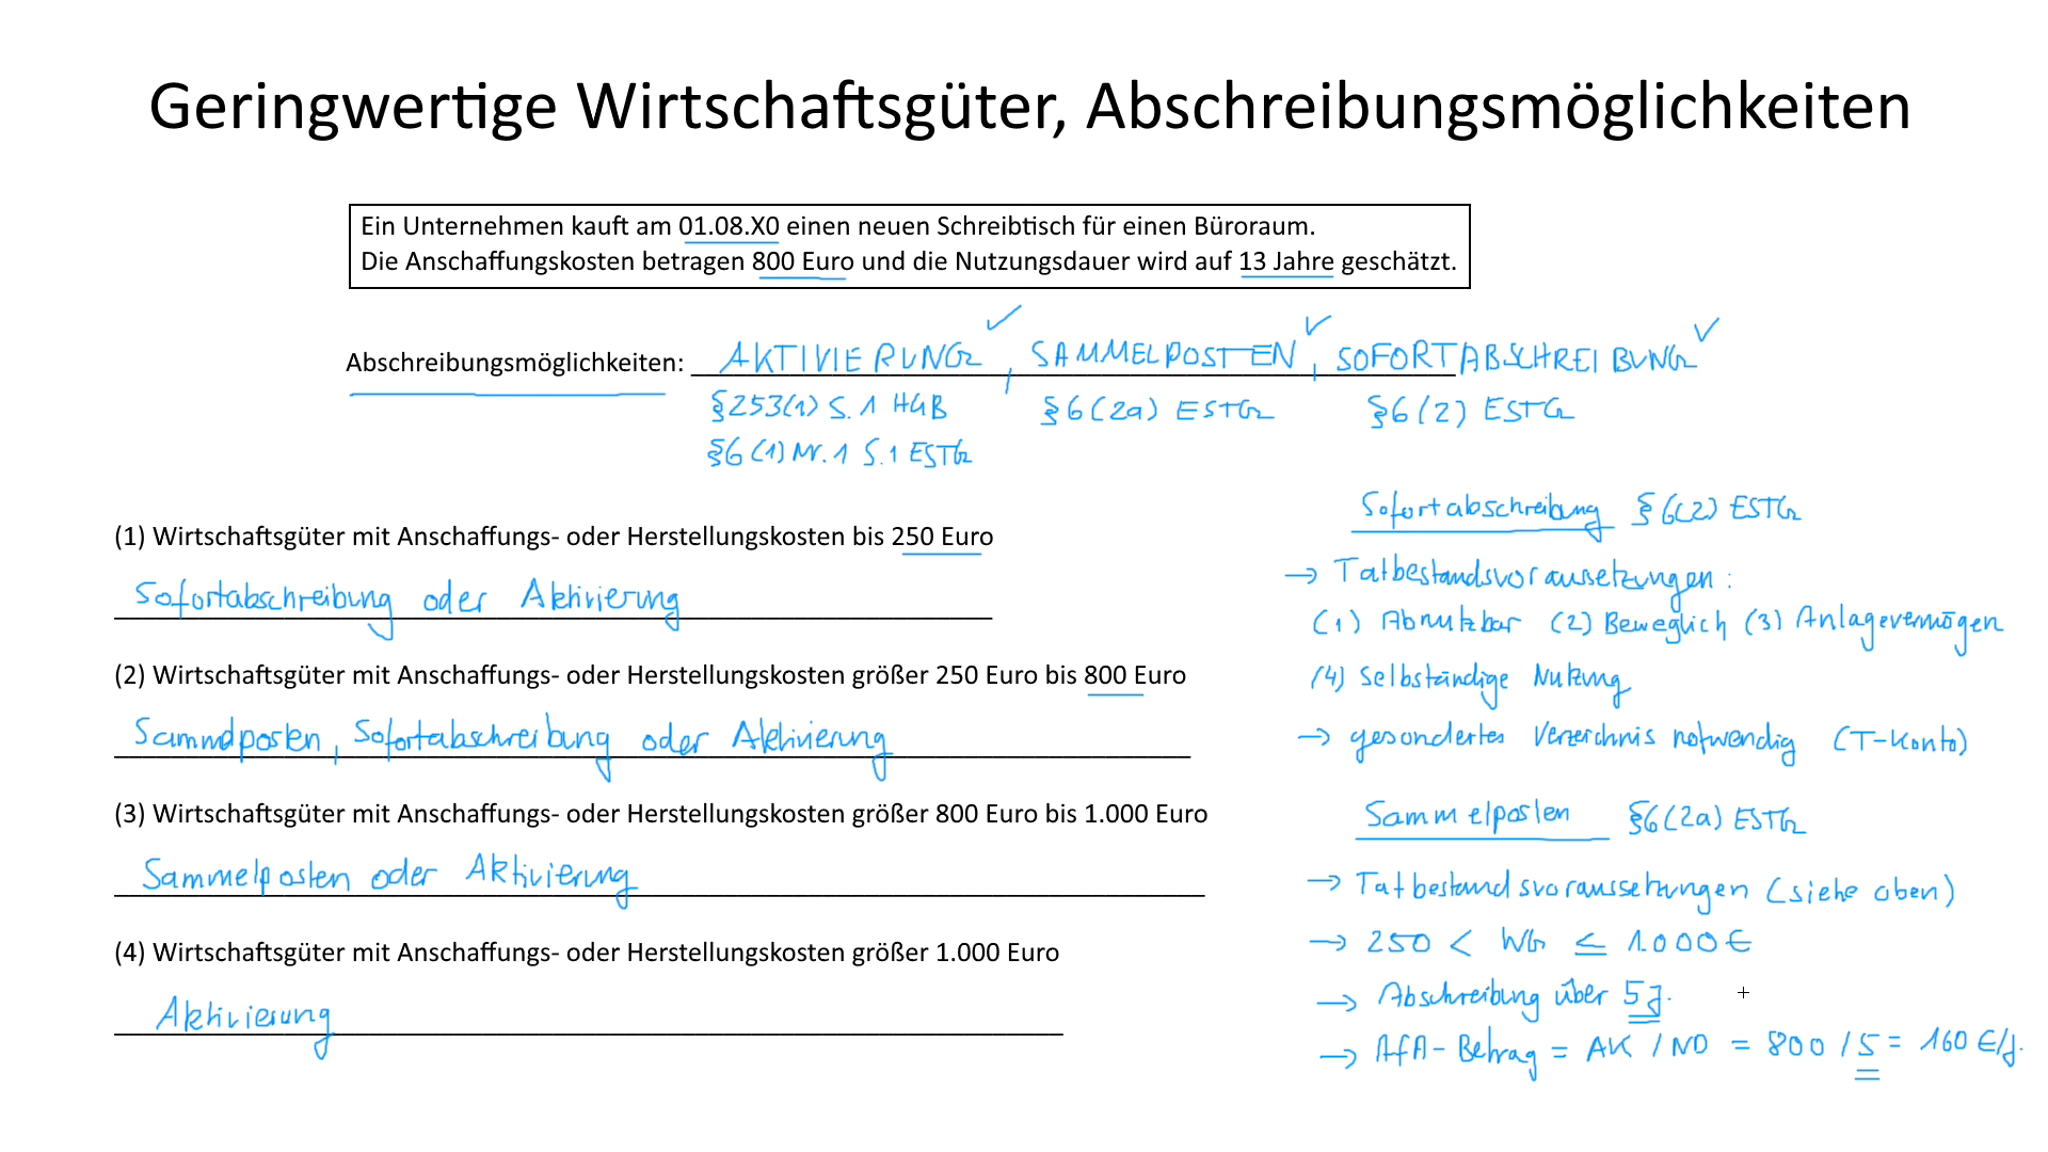 Geringwertige Wirtschaftsgüter, Abschreibungsmöglichkeiten
Ein Unternehmen kauft am 01.08.X0 einen neuen Schreibtisch für einen Büroraum.
Die Anschaffungskosten betragen 800 Euro und die Nutzungsdauer wird auf 13 Jahre geschätzt.
Abschreibungsmöglichkeiten: AKTIVIERUNG ✓, SAMMELPOSTEN ✓, SOFORTABSCHREIBUNG ✓
§253(1) S.1 HGB §6(2a) ESTG §6(2) ESTG
§6(1) Nr.1 S.1 ESTG
(1) Wirtschaftsgüter mit Anschaffungs- oder Herstellungskosten bis 250 Euro
Sofortabschreibung oder Aktivierung
(2) Wirtschaftsgüter mit Anschaffungs- oder Herstellungskosten größer 250 Euro bis 800 Euro
Sammelposten, Sofortabschreibung oder Aktivierung
(3) Wirtschaftsgüter mit Anschaffungs- oder Herstellungskosten größer 800 Euro bis 1.000 Euro
Sammelposten oder Aktivierung
(4) Wirtschaftsgüter mit Anschaffungs- oder Herstellungskosten größer 1.000 Euro
Aktivierung
Sofortabschreibung §6(2) ESTG
→ Tatbestandsvoraussetzungen:
(1) Abnutzbar (2) Beweglich (3) Anlagevermögen
(4) Selbständige Nutzung
→ gesondertes Verzeichnis notwendig (T-Konto)
Sammelposten §6(2a) ESTG
→ Tatbestandsvoraussetzungen (siehe oben)
→ 250 < WG ≤ 1.000€
→ Abschreibung über 5 J.
→ AfA-Betrag = AK / ND = 800 / 5 = 160 €/J.